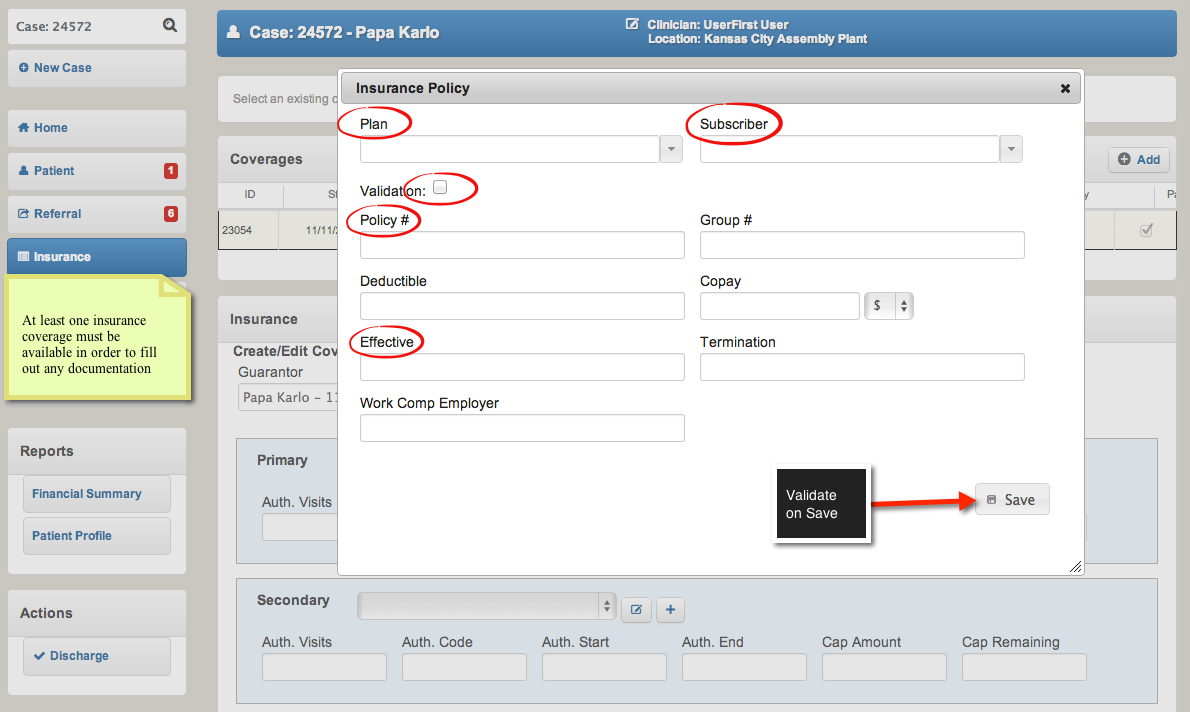 Case: 24572
New Case
Home
Patient 1
Referral 6
Insurance
At least one insurance
coverage must be
available in order to fill
out any documentation
Reports
Financial Summary
Patient Profile
Actions
Discharge
Case: 24572 - Papa Karlo
Clinician: UserFirst User
Location: Kansas City Assembly Plant
Select an existing
Coverages
Add
ID
23054 11/11/
Insurance
Create/Edit
Guarantor
Papa Karlo – 11
Primary
Auth. Visits
Insurance Policy
Plan Subscriber
Validation:
Policy # Group #
Deductible Copay
$
Effective Termination
Work Comp Employer
Validate
on Save
Save
Secondary
Auth. Visits Auth. Code Auth. Start Auth. End Cap Amount Cap Remaining